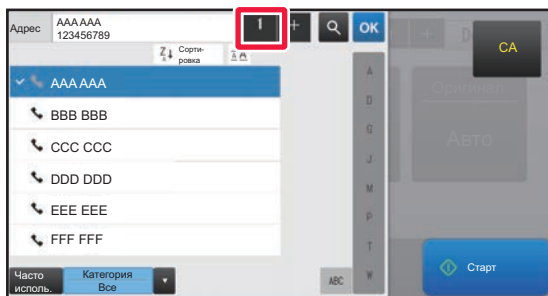 Адрес
AAA AAA
123456789
1
+
OK
CA
Z
A
Сорти-
ровка
AAA AAA
BBB BBB
CCC CCC
DDD DDD
EEE EEE
FFF FFF
A
D
G
J
M
P
T
W
Оригинал
Авто
Часто
исполь.
Категория
Все
ABC
Старт